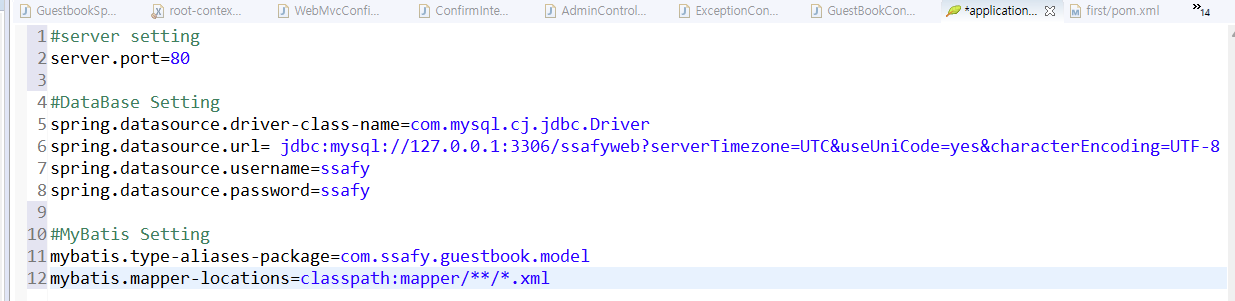 GuestbookSp...
root-contex...
WebMvcConfi...
ConfirmInte...
AdminControl...
ExceptionCon...
GuestBookCon...
*application...
first/pom.xml
»14
1 #server setting
2 server.port=80
3
4 #DataBase Setting
5 spring.datasource.driver-class-name=com.mysql.cj.jdbc.Driver
6 spring.datasource.url= jdbc:mysql://127.0.0.1:3306/ssafyweb?serverTimezone=UTC&useUniCode=yes&characterEncoding=UTF-8
7 spring.datasource.username=ssafy
8 spring.datasource.password=ssafy
9
10 #MyBatis Setting
11 mybatis.type-aliases-package=com.ssafy.guestbook.model
12 mybatis.mapper-locations=classpath:mapper/**/*.xml